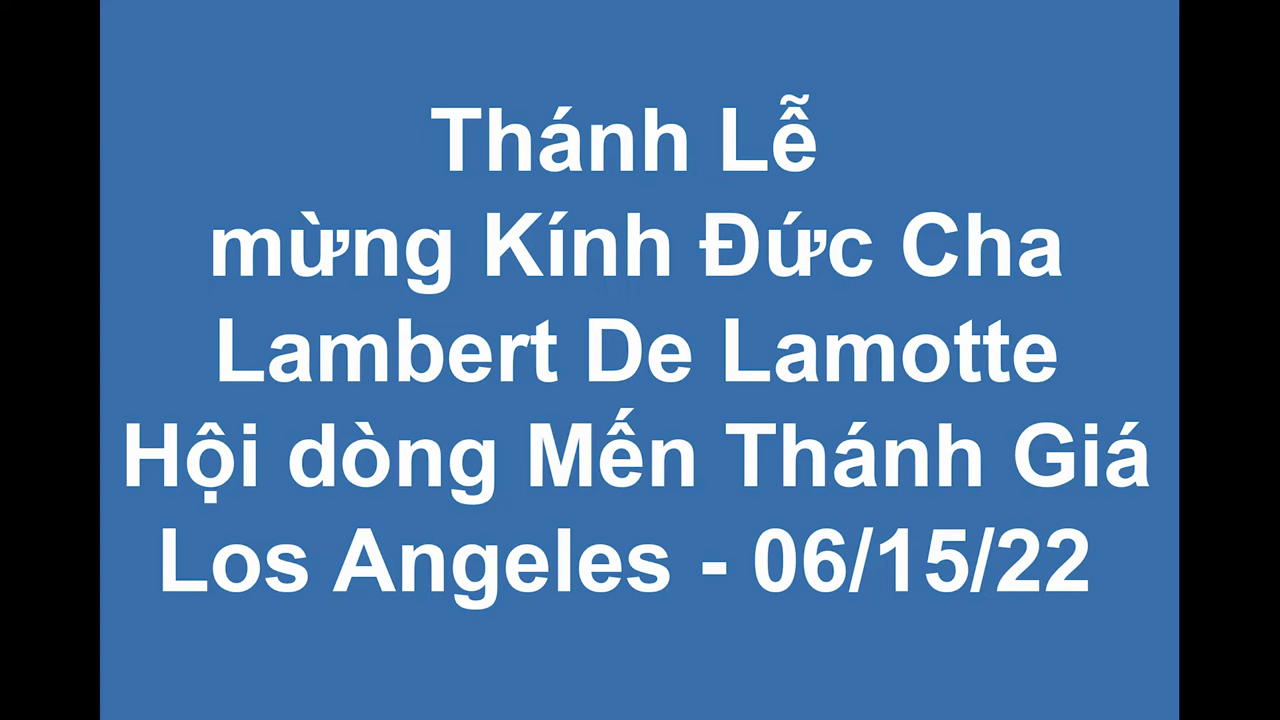 Thánh Lễ
mừng Kính Đức Cha
Lambert De Lamotte
Hội dòng Mến Thánh Giá
Los Angeles - 06/15/22